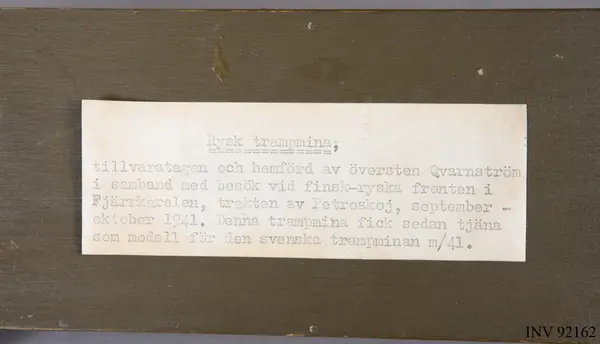 Rysk trampmina;
tillvaratagen och hemförd av översten Qvarnström
i samband med besök vid finsk-ryska fronten i
Fjärrkarelen, trakten av Petroskoj, september -
oktober 1941. Denna trampmina fick sedan tjäna
som modell för den svenska trampminan m/41.
INV 92162